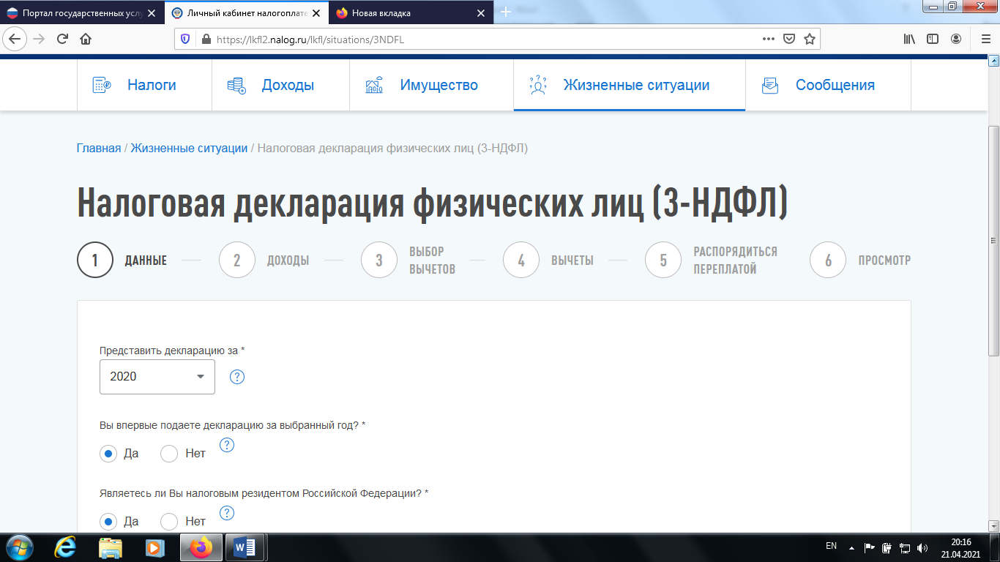 Портал государственных услу
Личный кабинет налогоплате
Новая вкладка
https://lkfl2.nalog.ru/lkfl/situations/3NDFL
Налоги
Доходы
Имущество
Жизненные ситуации
Сообщения
Главная / Жизненные ситуации / Налоговая декларация физических лиц (3-НДФЛ)
Налоговая декларация физических лиц (3-НДФЛ)
1 ДАННЫЕ
2 ДОХОДЫ
3 ВЫБОР
ВЫЧЕТОВ
4 ВЫЧЕТЫ
5 РАСПОРЯДИТЬСЯ
ПЕРЕПЛАТОЙ
6 ПРОСМОТР
Представить декларацию за *
2020 ?
Вы впервые подаете декларацию за выбранный год? *
Да Нет ?
Являетесь ли Вы налоговым резидентом Российской Федерации? *
Да Нет ?
EN
20:16
21.04.2021